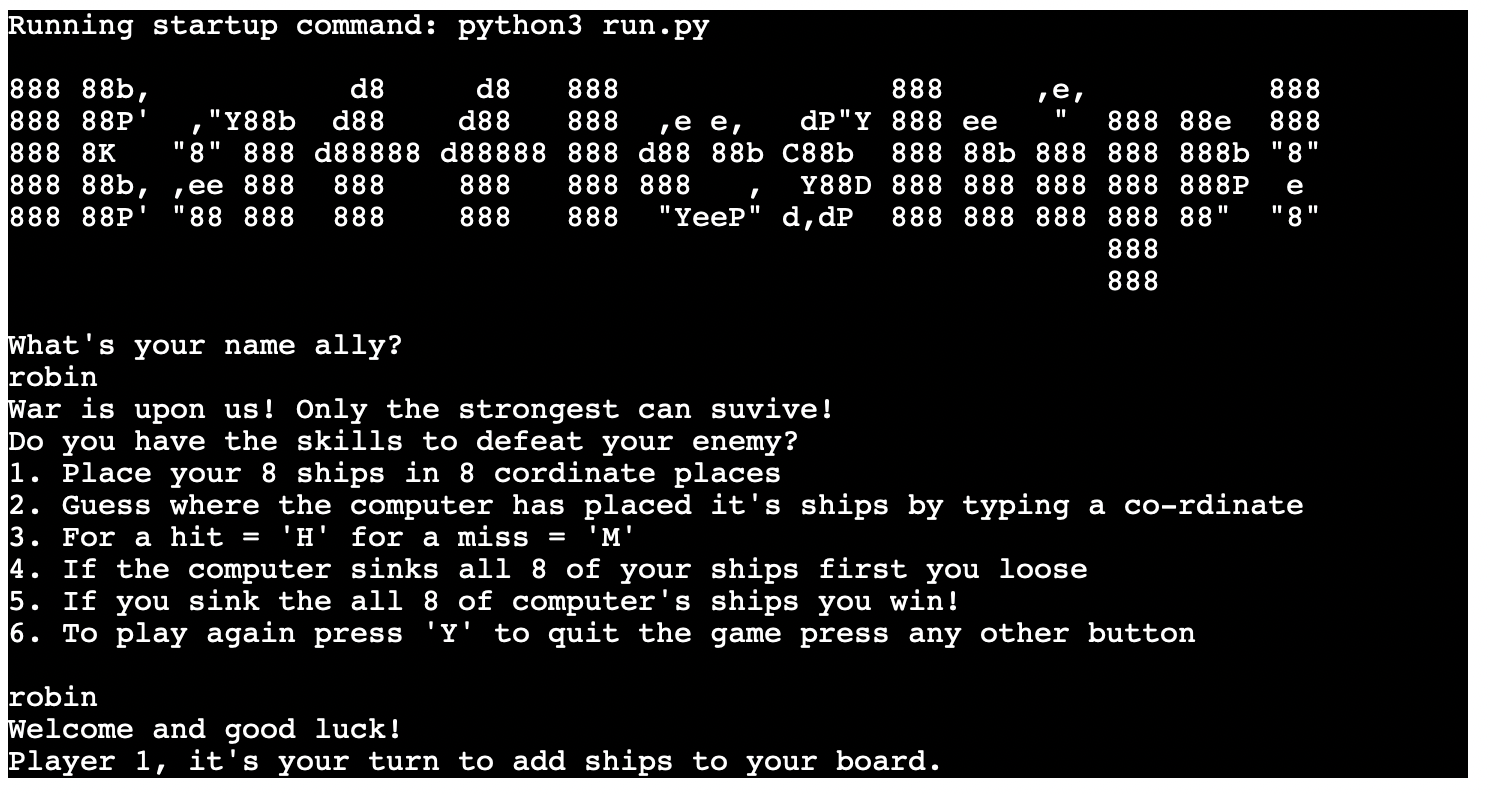 Running startup command: python3 run.py
888 88b,           d8     d8   888               888     ,e,          888
888 88P'  ,"Y88b  d88    d88   888  ,e e,   dP"Y 888 ee   "  888 88e  888
888 8K   "8" 888 d88888 d88888 888 d88 88b C88b  888 88b 888 888 888b "8"
888 88b, ,ee 888  888    888   888 888   ,  Y88D 888 888 888 888 888P  e
888 88P' "88 888  888    888   888  "YeeP" d,dP  888 888 888 888 88"  "8"
                                                             888
                                                             888
What's your name ally?
robin
War is upon us! Only the strongest can suvive!
Do you have the skills to defeat your enemy?
1. Place your 8 ships in 8 cordinate places
2. Guess where the computer has placed it's ships by typing a co-rdinate
3. For a hit = 'H' for a miss = 'M'
4. If the computer sinks all 8 of your ships first you loose
5. If you sink the all 8 of computer's ships you win!
6. To play again press 'Y' to quit the game press any other button
robin
Welcome and good luck!
Player 1, it's your turn to add ships to your board.